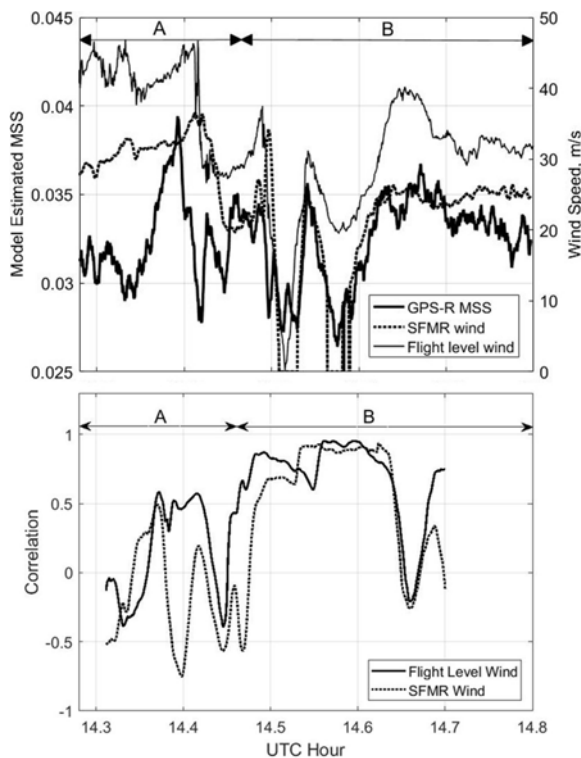 A B
0.045
0.04
0.035
0.03
0.025
Model Estimated MSS
50
40
30
20
10
0
Wind Speed, m/s
GPS-R MSS
SFMR wind
Flight level wind
A B
1
0.5
0
-0.5
-1
Correlation
Flight Level Wind
SFMR Wind
14.3 14.4 14.5 14.6 14.7 14.8
UTC Hour